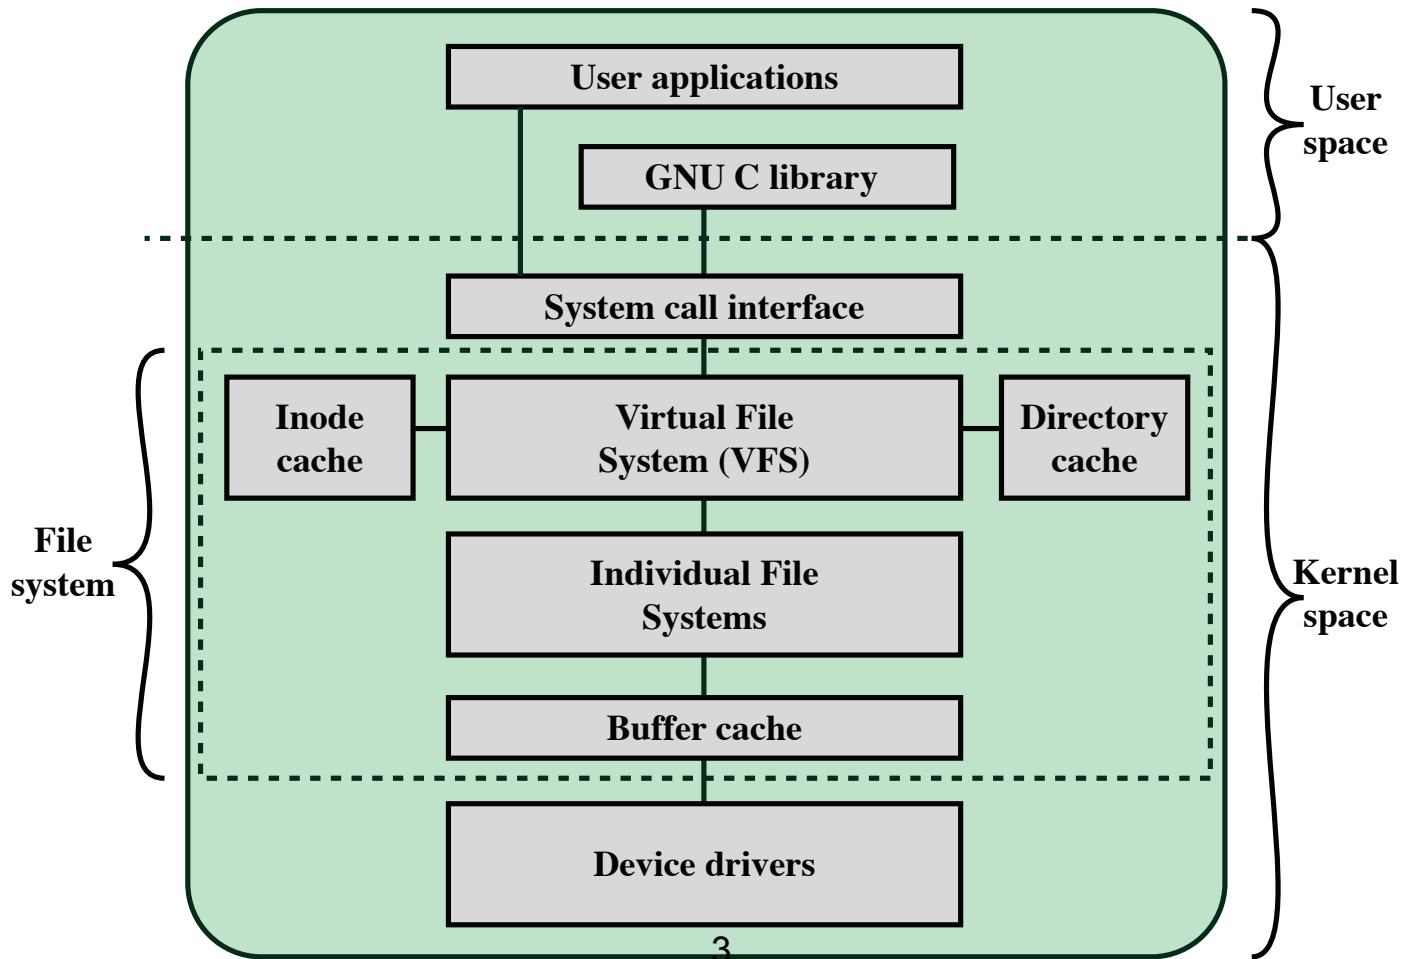 User applications
User
space
GNU C library
System call interface
Inode
cache
Virtual File
System (VFS)
Directory
cache
File
system
Individual File
Systems
Kernel
space
Buffer cache
Device drivers
3